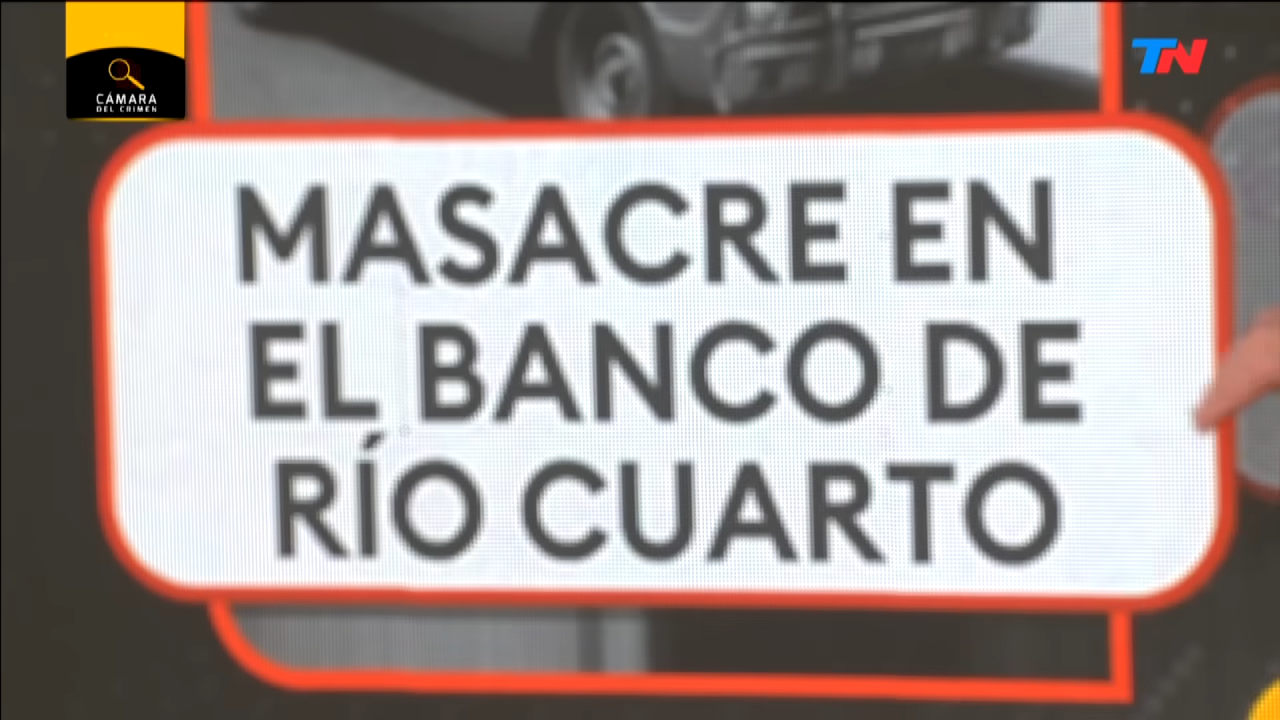 CÁMARA
DEL CRIMEN
TN
MASACRE EN
EL BANCO DE
RÍO CUARTO